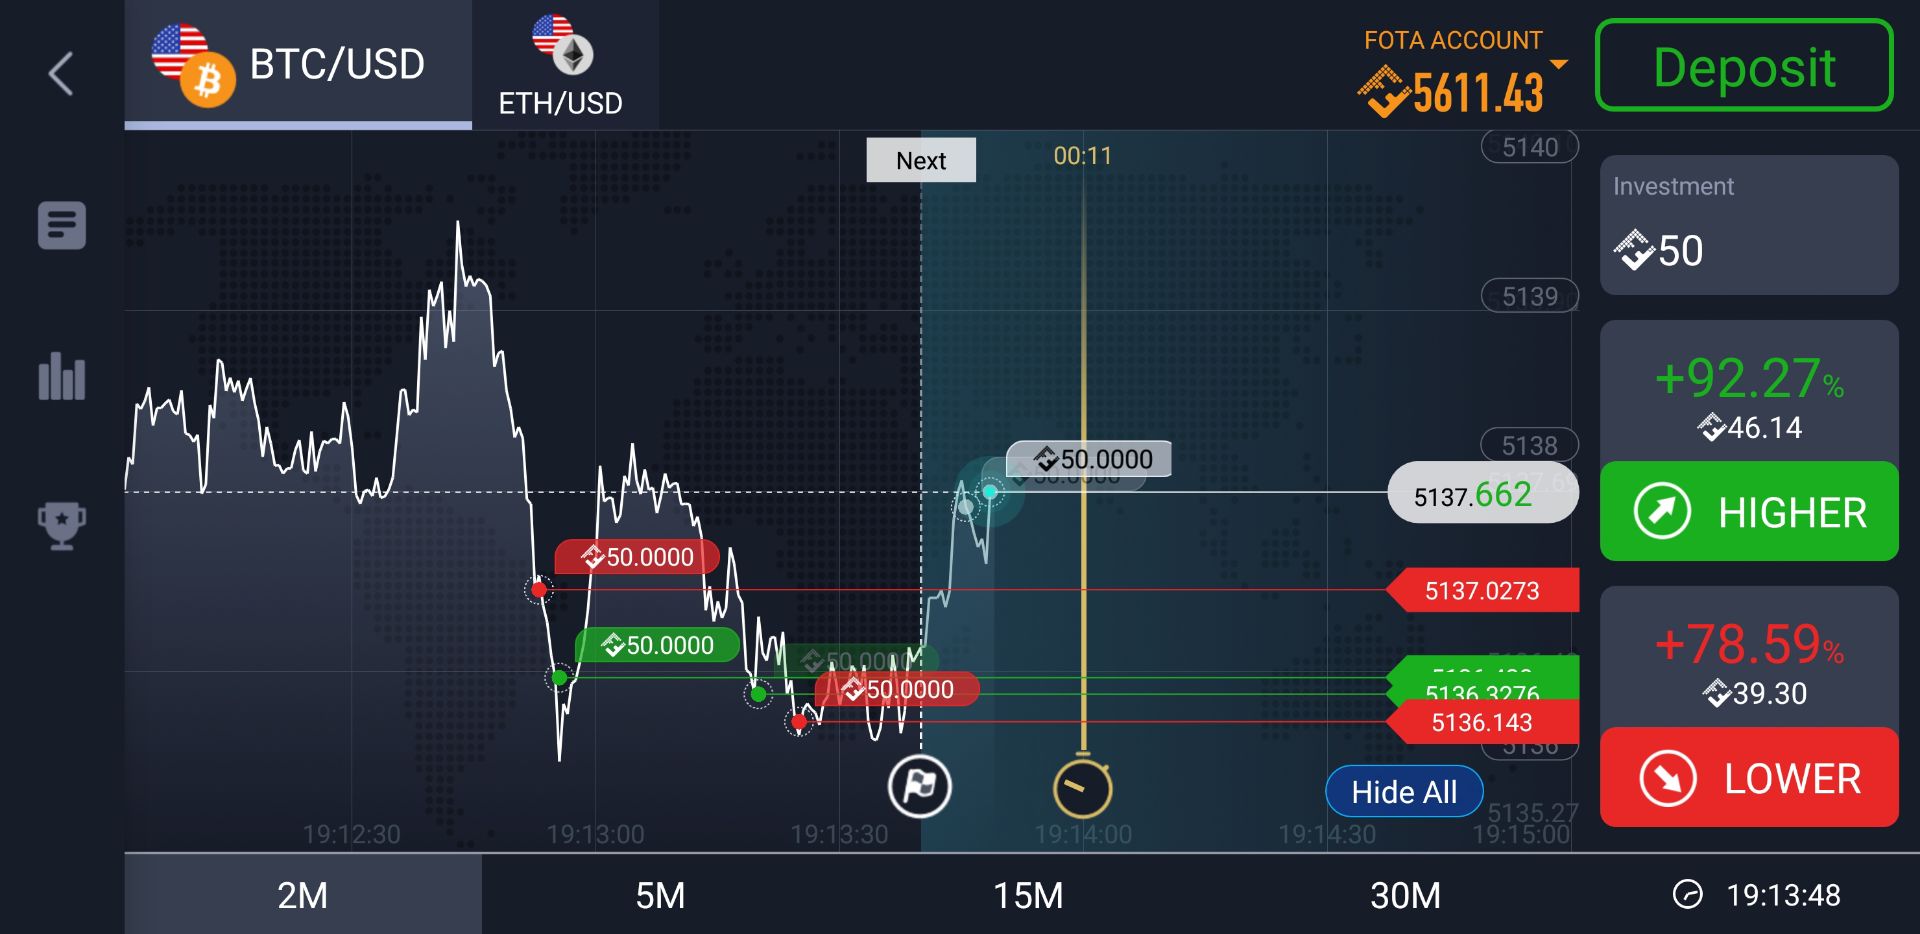 BTC/USD
ETH/USD
FOTA ACCOUNT
5611.43
Deposit
Next
00:11
5140
Investment
50
5139
+92.27%
46.14
5138
50.0000
5137.662
HIGHER
50.0000
5137.0273
50.0000
50.0000
+78.59%
50.0000
5136.3276
39.30
5136.143
5136
LOWER
Hide All
5135.27
19:12:30
19:13:00
19:13:30
19:14:00
19:14:30
19:15:00
2M
5M
15M
30M
19:13:48